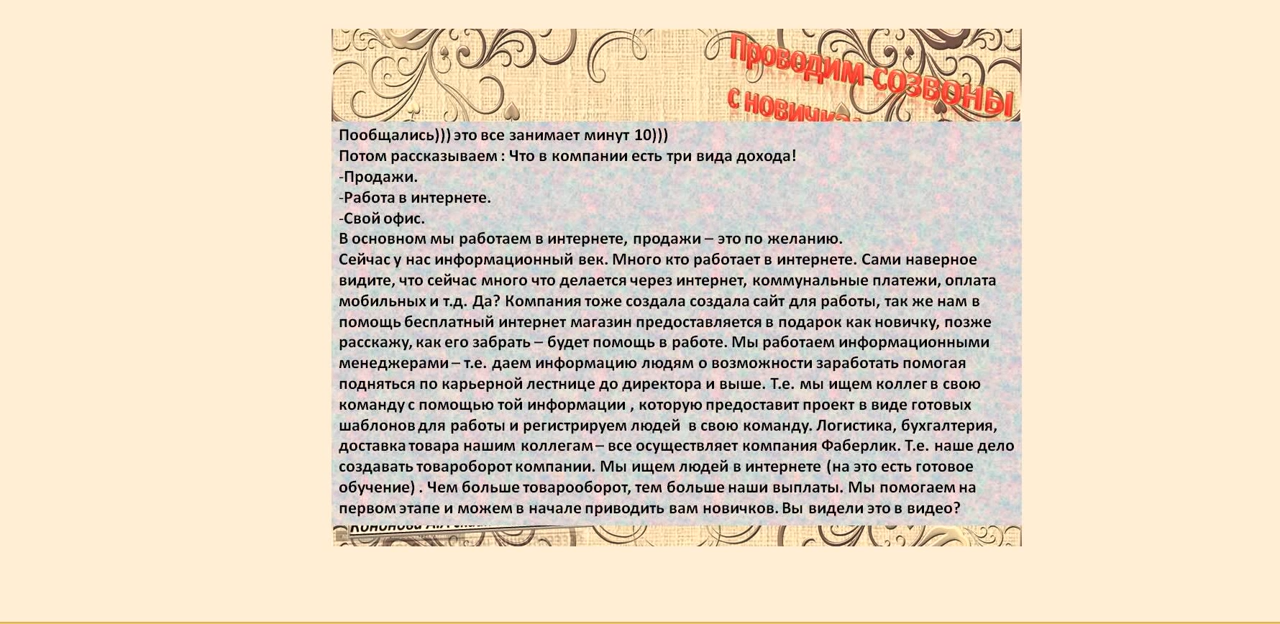 Проводим созвоны
с новичка
Пообщались))) это все занимает минут 10)))
Потом рассказываем : Что в компании есть три вида дохода!
-Продажи.
-Работа в интернете.
-Свой офис.
В основном мы работаем в интернете, продажи – это по желанию.
Сейчас у нас информационный век. Много кто работает в интернете. Сами наверное
видите, что сейчас много что делается через интернет, коммунальные платежи, оплата
мобильных и т.д. Да? Компания тоже создала создала сайт для работы, так же нам в
помощь бесплатный интернет магазин предоставляется в подарок как новичку, позже
расскажу, как его забрать – будет помощь в работе. Мы работаем информационными
менеджерами – т.е. даем информацию людям о возможности заработать помогая
подняться по карьерной лестнице до директора и выше. Т.е. мы ищем коллег в свою
команду с помощью той информации , которую предоставит проект в виде готовых
шаблонов для работы и регистрируем людей в свою команду. Логистика, бухгалтерия,
доставка товара нашим коллегам – все осуществляет компания Фаберлик. Т.е. наше дело
создавать товароборот компании. Мы ищем людей в интернете (на это есть готовое
обучение) . Чем больше товарооборот, тем больше наши выплаты. Мы помогаем на
первом этапе и можем в начале приводить вам новичков. Вы видели это в видео?